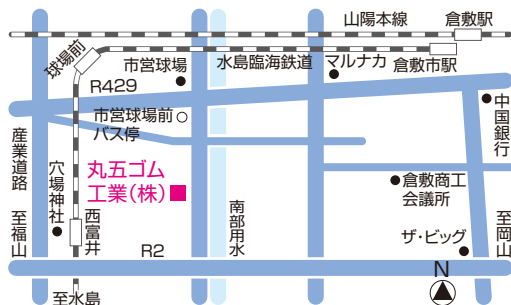 山陽本線
倉敷駅
球場前
市営球場
水島臨海鉄道
マルナカ
倉敷市駅
R429
市営球場前
バス停
中国銀行
産業道路
穴場神社
丸五ゴム
工業(株)
倉敷商工
会議所
西富井
南部用水
ザ・ビッグ
至福山
R2
至岡山
N
至水島